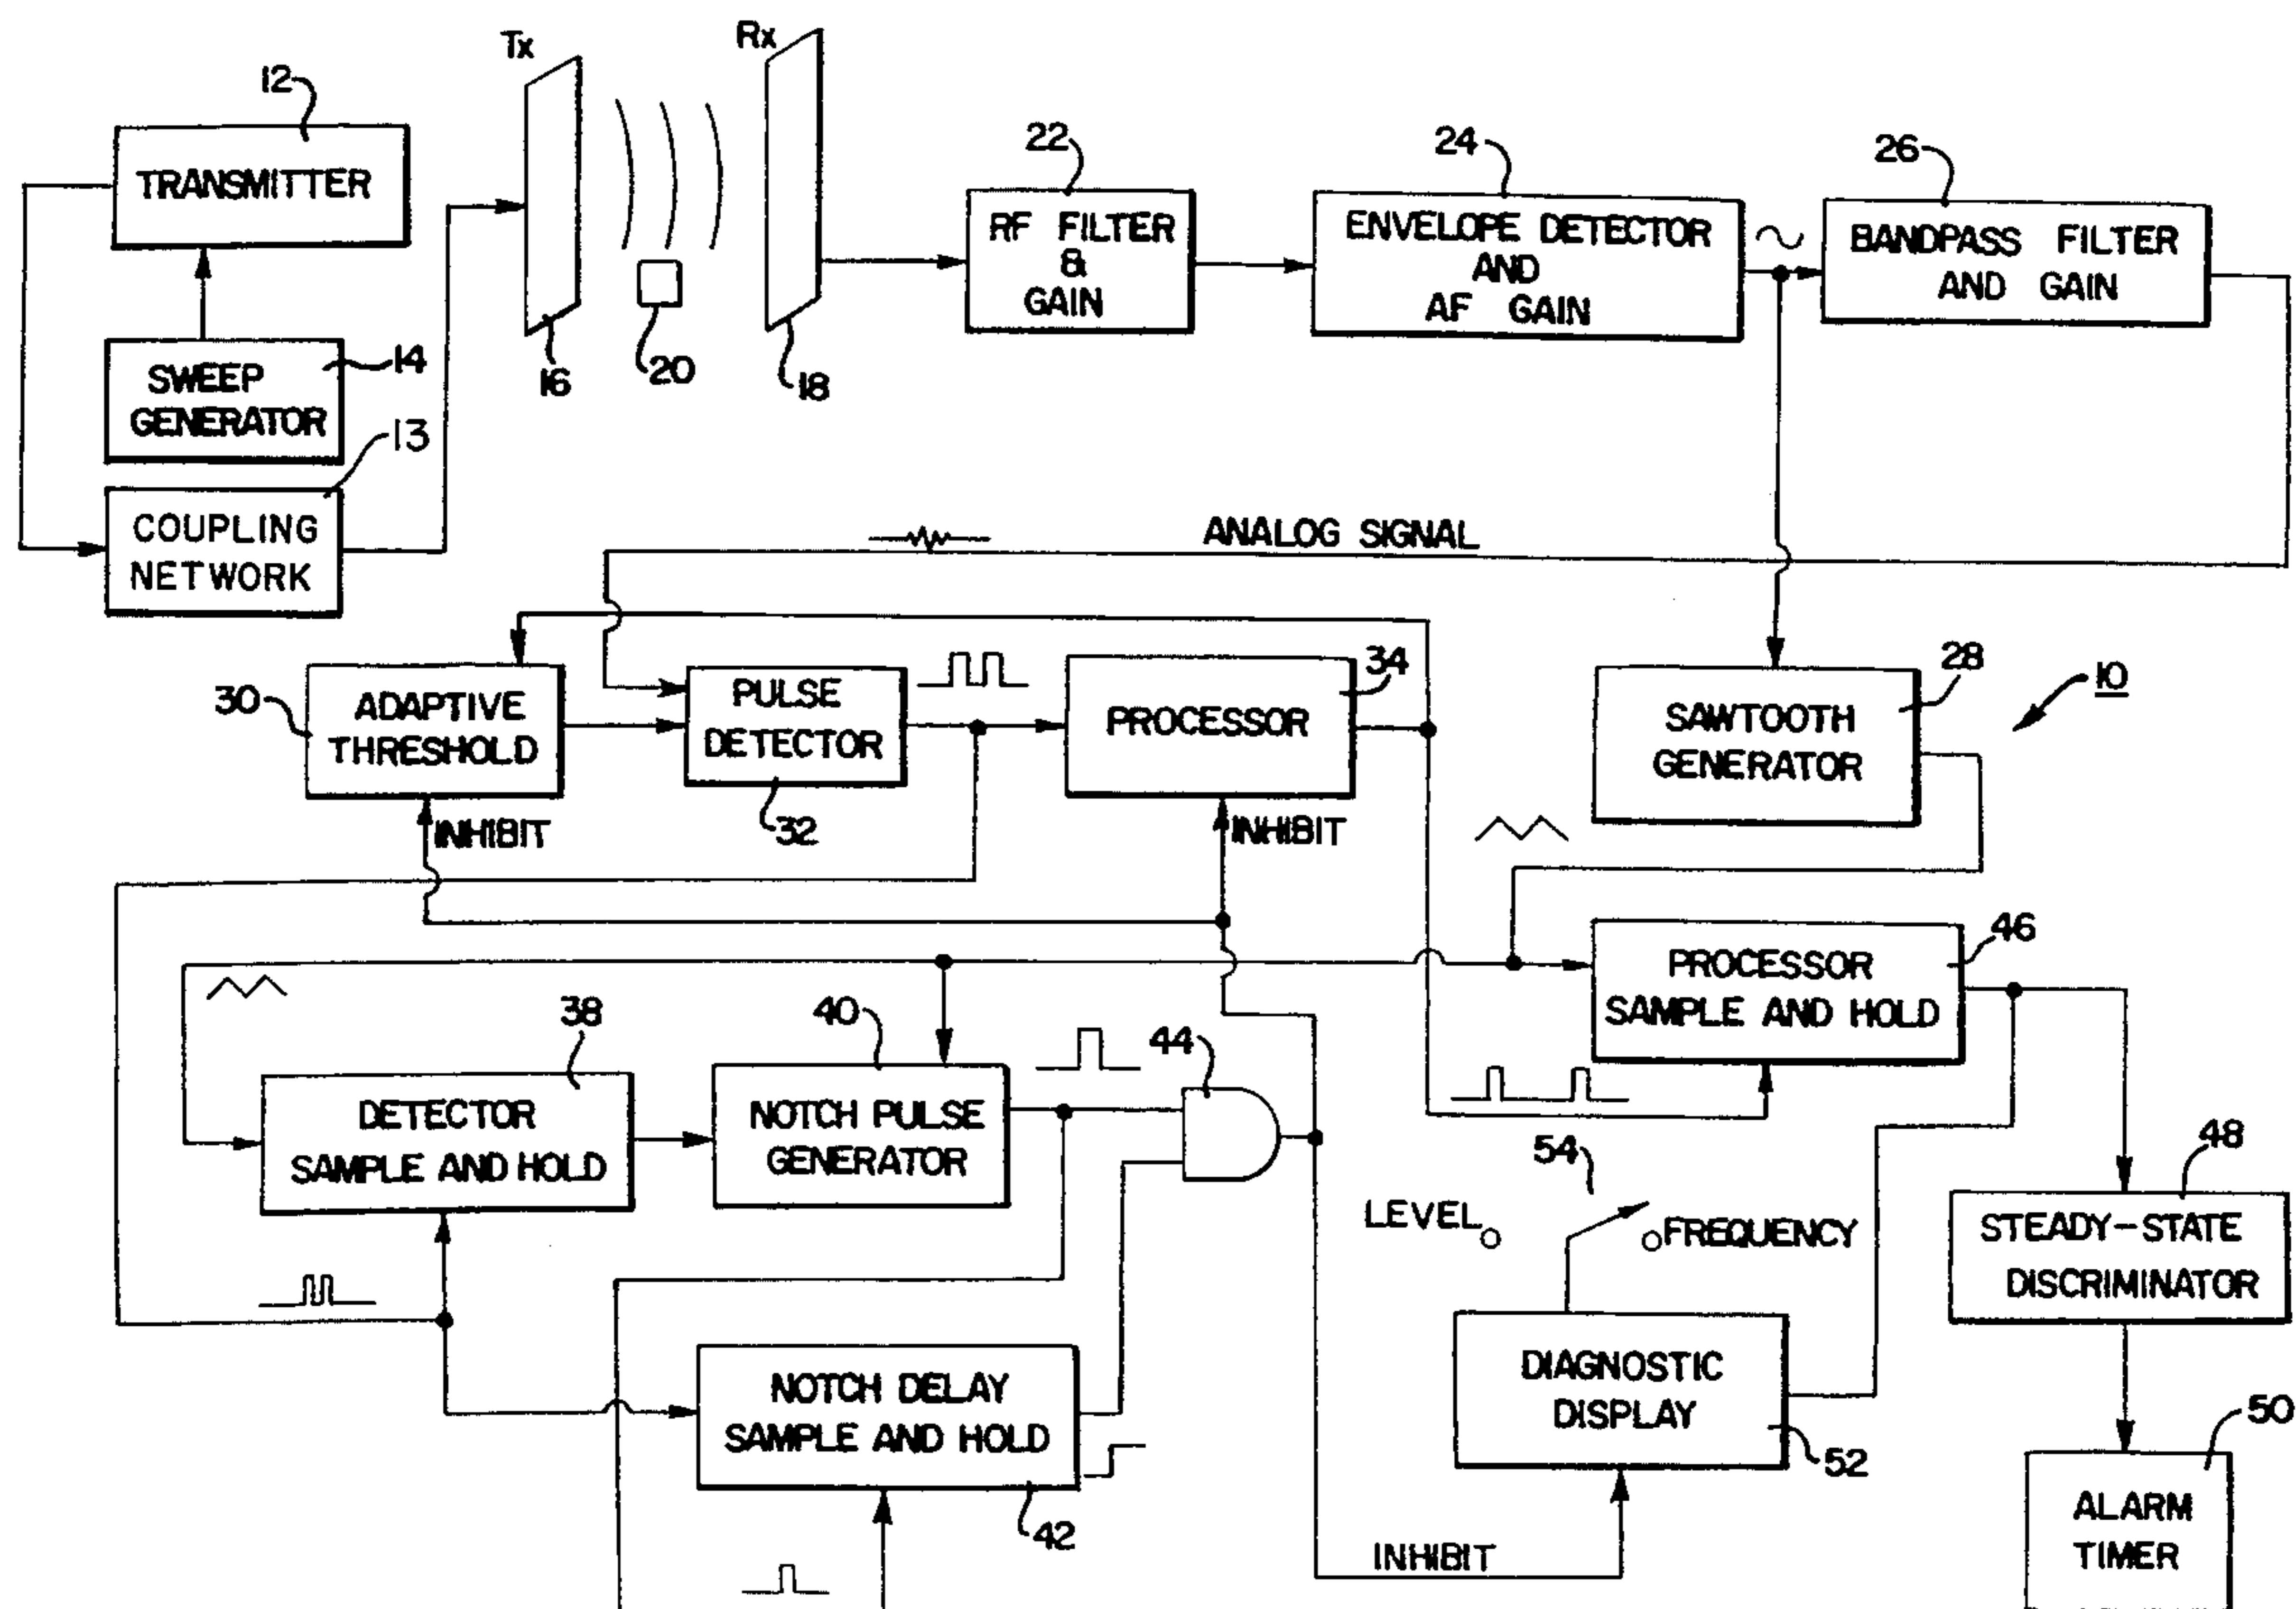 Tx
Rx
12
TRANSMITTER
22
RF FILTER
&
GAIN
24
ENVELOPE DETECTOR
AND
AF GAIN
26
BANDPASS FILTER
AND GAIN
14
SWEEP
GENERATOR
16
20
18
13
COUPLING
NETWORK
ANALOG SIGNAL
30
ADAPTIVE
THRESHOLD
PULSE
DETECTOR
32
34
PROCESSOR
28
SAWTOOTH
GENERATOR
10
INHIBIT
INHIBIT
46
PROCESSOR
SAMPLE AND HOLD
38
DETECTOR
SAMPLE AND HOLD
40
NOTCH PULSE
GENERATOR
44
54
LEVEL
FREQUENCY
48
STEADY-STATE
DISCRIMINATOR
NOTCH DELAY
SAMPLE AND HOLD
42
DIAGNOSTIC
DISPLAY
52
50
ALARM
TIMER
INHIBIT